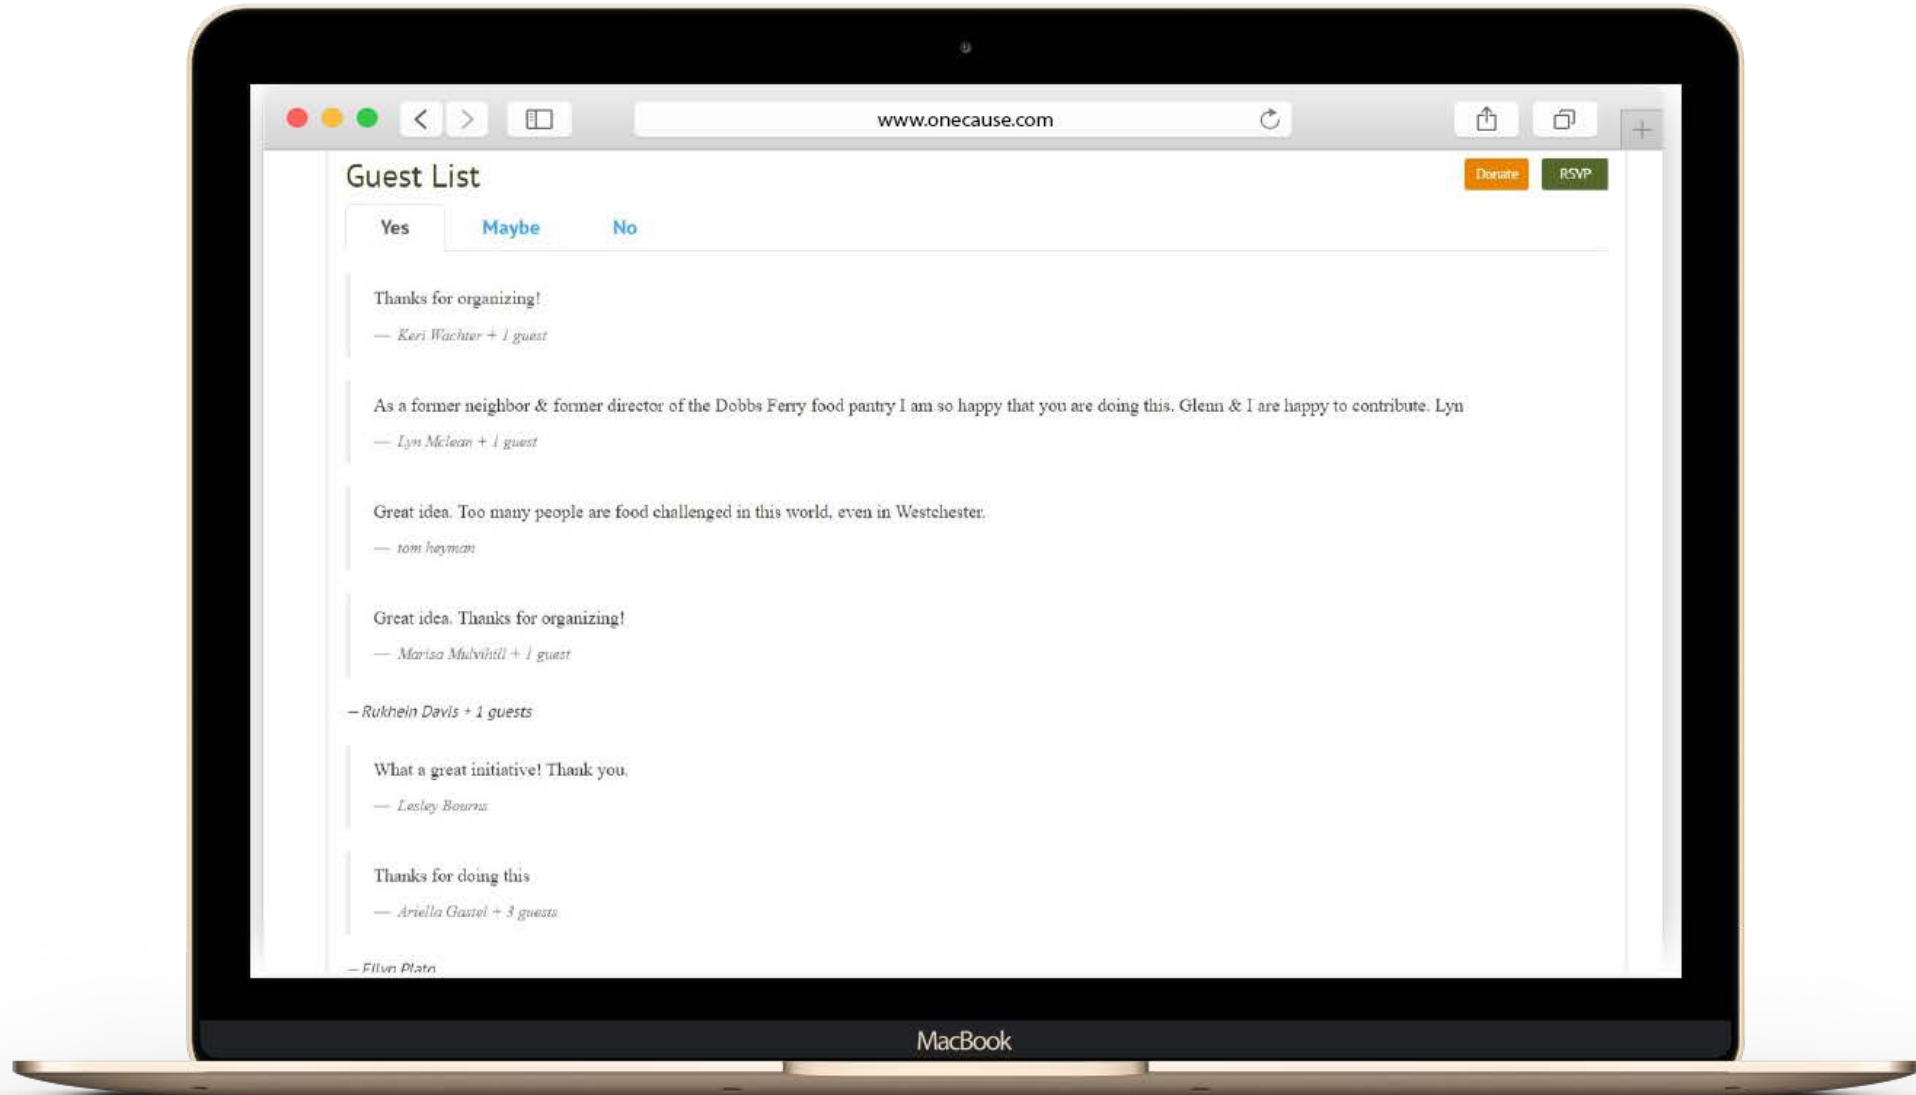 www.onecause.com
Guest List
Donate
RSVP
Yes
Maybe
No
Thanks for organizing!
— Keri Wachter + 1 guest
As a former neighbor & former director of the Dobbs Ferry food pantry I am so happy that you are doing this. Glenn & I are happy to contribute. Lyn
— Lyn Mclean + 1 guest
Great idea. Too many people are food challenged in this world, even in Westchester.
— tom heyman
Great idea. Thanks for organizing!
— Marisa Mulvihill + 1 guest
— Rukhein Davis + 1 guests
What a great initiative! Thank you.
— Lesley Bourns
Thanks for doing this
— Ariella Gastel + 3 guests
— Ellyn Plato
MacBook